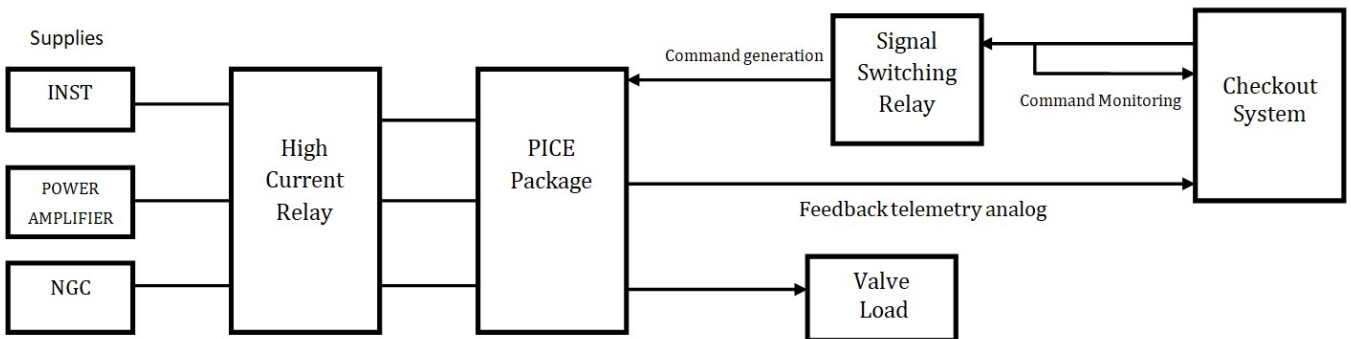 Supplies
INST
POWER
AMPLIFIER
NGC
High
Current
Relay
PICE
Package
Command generation
Signal
Switching
Relay
Command Monitoring
Checkout
System
Feedback telemetry analog
Valve
Load